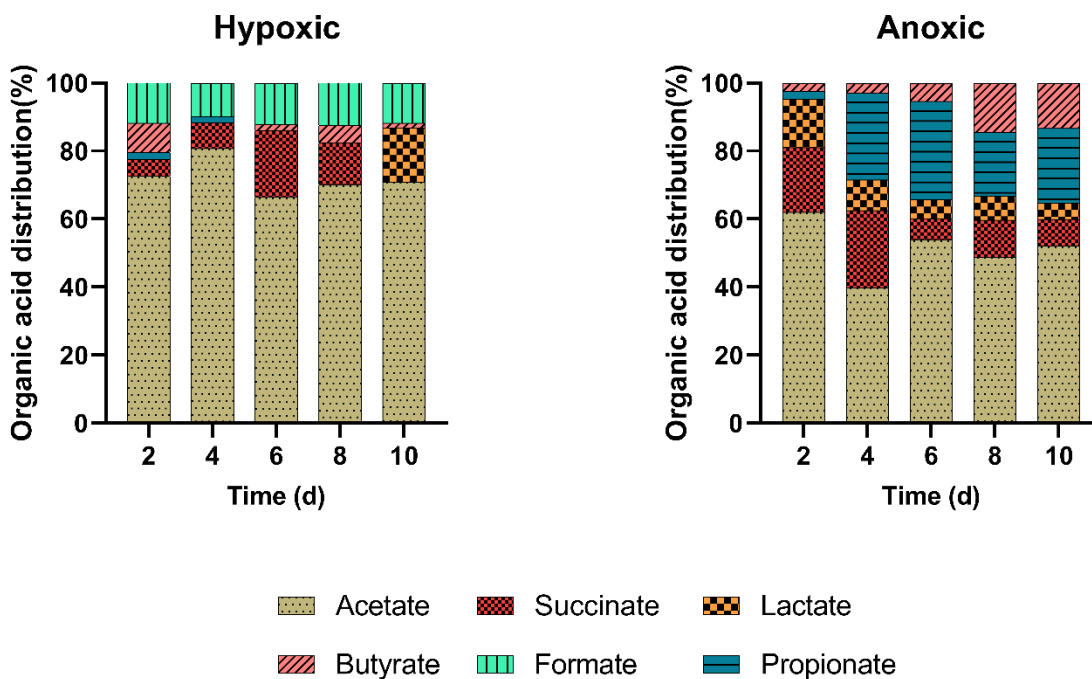 Hypoxic
Organic acid distribution(%)
100
80
60
40
20
0
2 4 6 8 10
Time (d)
Anoxic
Organic acid distribution(%)
100
80
60
40
20
0
2 4 6 8 10
Time (d)
Acetate Succinate Lactate
Butyrate Formate Propionate